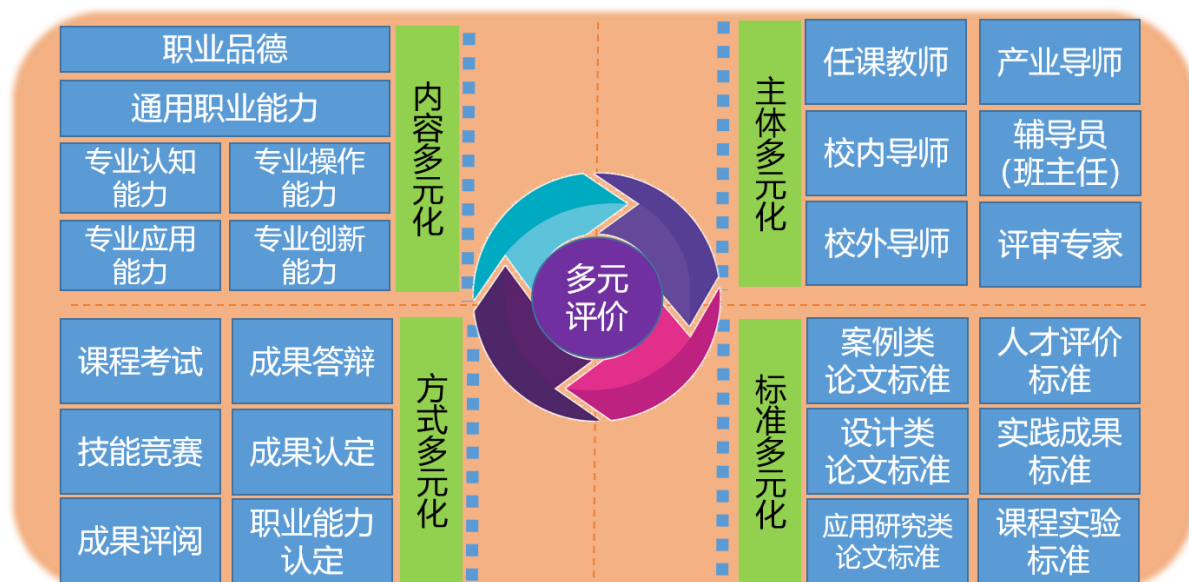 职业品德
通用职业能力
专业认知
能力
专业操作
能力
专业应用
能力
专业创新
能力
内容多元化
主体多元化
任课教师
产业导师
校内导师
辅导员
（班主任）
校外导师
评审专家
多元
评价
课程考试
成果答辩
技能竞赛
成果认定
成果评阅
职业能力
认定
方式多元化
标准多元化
案例类
论文标准
人才评价
标准
设计类
论文标准
实践成果
标准
应用研究类
论文标准
课程实验
标准